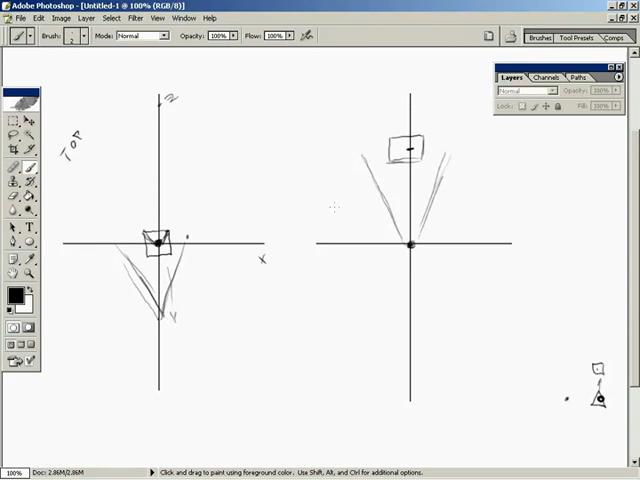 Adobe Photoshop - [Untitled-1 @ 100% (RGB/8)]
File Edit Image Layer Select Filter View Window Help
Brush: 2 Mode: Normal Opacity: 100% Flow: 100% Brushes Tool Presets Comps
Layers Channels Paths
Normal Opacity: 100%
Lock: Fill: 100%
Z
TOP
X
100% Doc: 2.86M/2.86M Click and drag to paint using foreground color. Use Shift, Alt, and Ctrl for additional options.